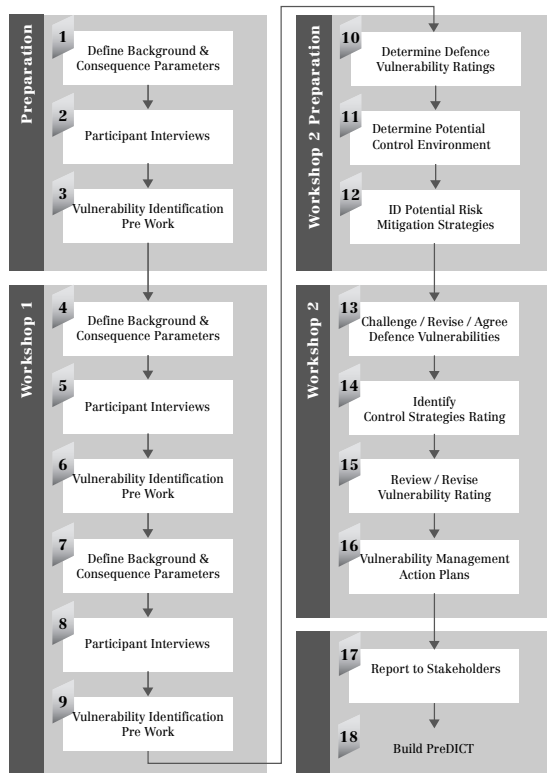 Preparation
1
Define Background &
Consequence Parameters
2
Participant Interviews
3
Vulnerability Identification
Pre Work
Workshop 1
4
Define Background &
Consequence Parameters
5
Participant Interviews
6
Vulnerability Identification
Pre Work
7
Define Background &
Consequence Parameters
8
Participant Interviews
9
Vulnerability Identification
Pre Work
Workshop 2 Preparation
10
Determine Defence
Vulnerability Ratings
11
Determine Potential
Control Environment
12
ID Potential Risk
Mitigation Strategies
Workshop 2
13
Challenge / Revise / Agree
Defence Vulnerabilities
14
Identify
Control Strategies Rating
15
Review / Revise
Vulnerability Rating
16
Vulnerability Management
Action Plans
17
Report to Stakeholders
18
Build PreDICT